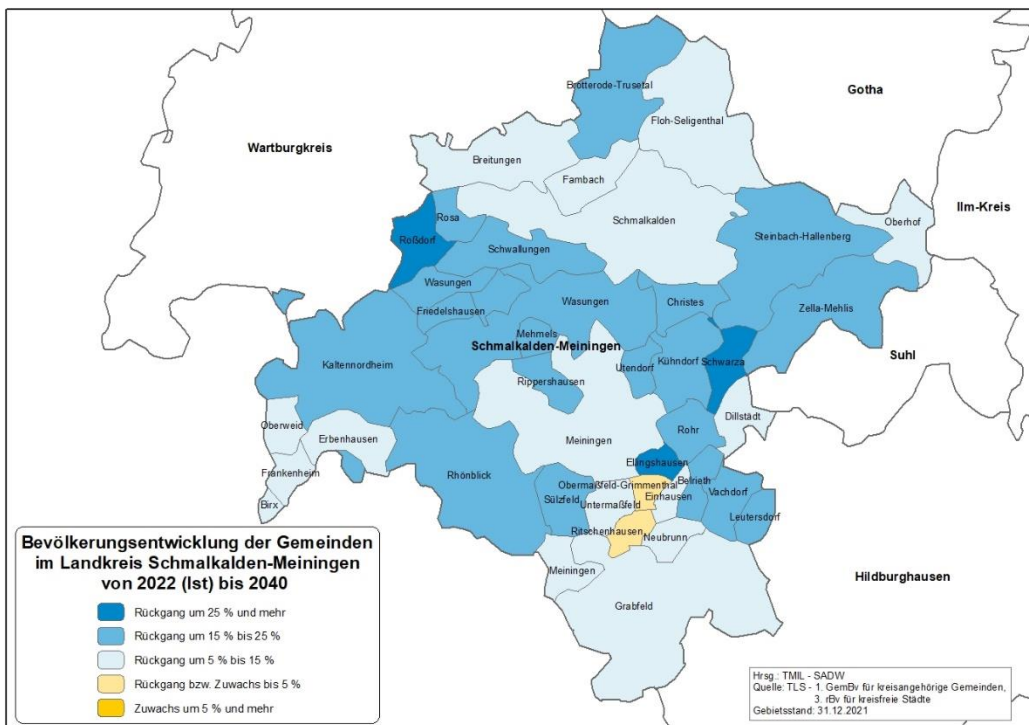 Brotterode-Trusetal
Gotha
Floh-Seligenthal
Wartburgkreis
Breitungen
Fambach
Ilm-Kreis
Rosa
Schmalkalden
Oberhof
Roßdorf
Steinbach-Hallenberg
Schwallungen
Wasungen
Wasungen
Christes
Friedelshausen
Zella-Mehlis
Mehmels
Schmalkalden-Meiningen
Suhl
Kaltennordheim
Utendorf
Kühndorf
Schwarza
Rippershausen
Dillstädt
Oberweid
Erbenhausen
Meiningen
Rohr
Frankenheim
Rhönblick
Ellingshausen
Birx
Obermaßfeld-Grimmenthal
Belrieth
Sülzfeld
Untermaßfeld
Einhausen
Vachdorf
Leutersdorf
Ritschenhausen
Neubrunn
Meiningen
Hildburghausen
Grabfeld
Bevölkerungsentwicklung der Gemeinden
im Landkreis Schmalkalden-Meiningen
von 2022 (Ist) bis 2040
Rückgang um 25 % und mehr
Rückgang um 15 % bis 25 %
Rückgang um 5 % bis 15 %
Rückgang bzw. Zuwachs bis 5 %
Zuwachs um 5 % und mehr
Hrsg.: TMIL - SADW
Quelle: TLS - 1. GemBv für kreisangehörige Gemeinden,
3. rBv für kreisfreie Städte
Gebietsstand: 31.12.2021